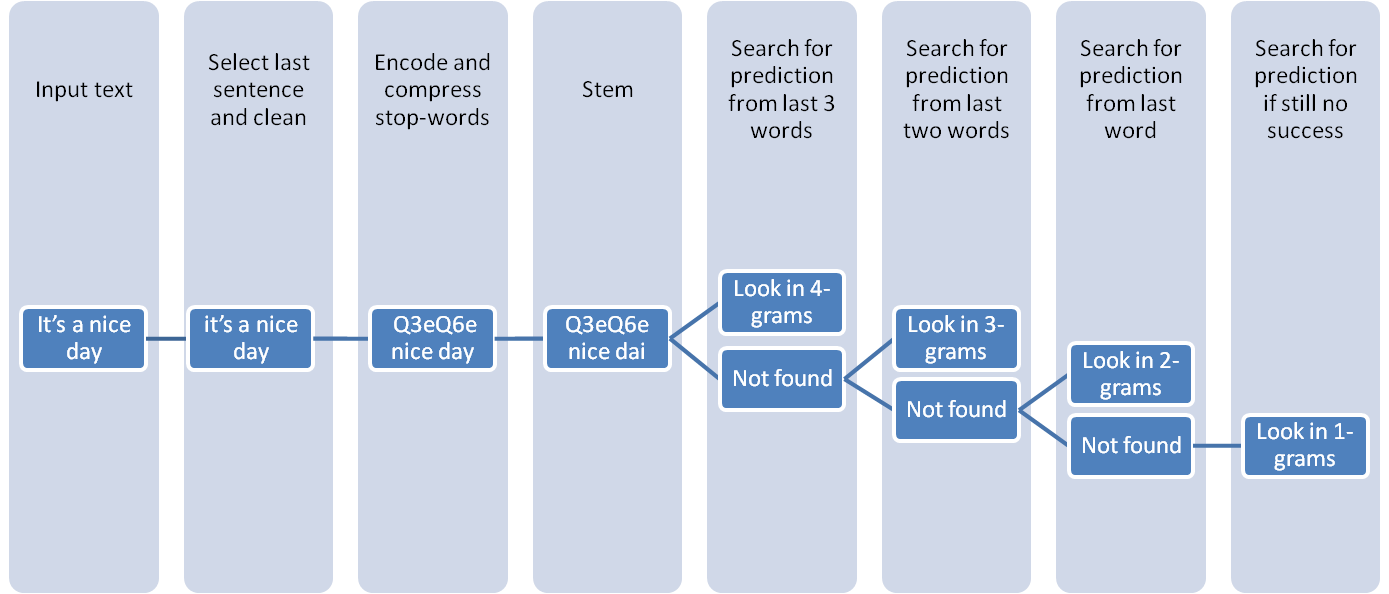 Input text
Select last
sentence
and clean
Encode and
compress
stop-words
Stem
Search for
prediction
from last 3
words
Search for
prediction
from last
two words
Search for
prediction
from last
word
Search for
prediction
if still no
success
It's a nice
day
it's a nice
day
Q3eQ6e
nice day
Q3eQ6e
nice dai
Look in 4-
grams
Not found
Look in 3-
grams
Not found
Look in 2-
grams
Not found
Look in 1-
grams